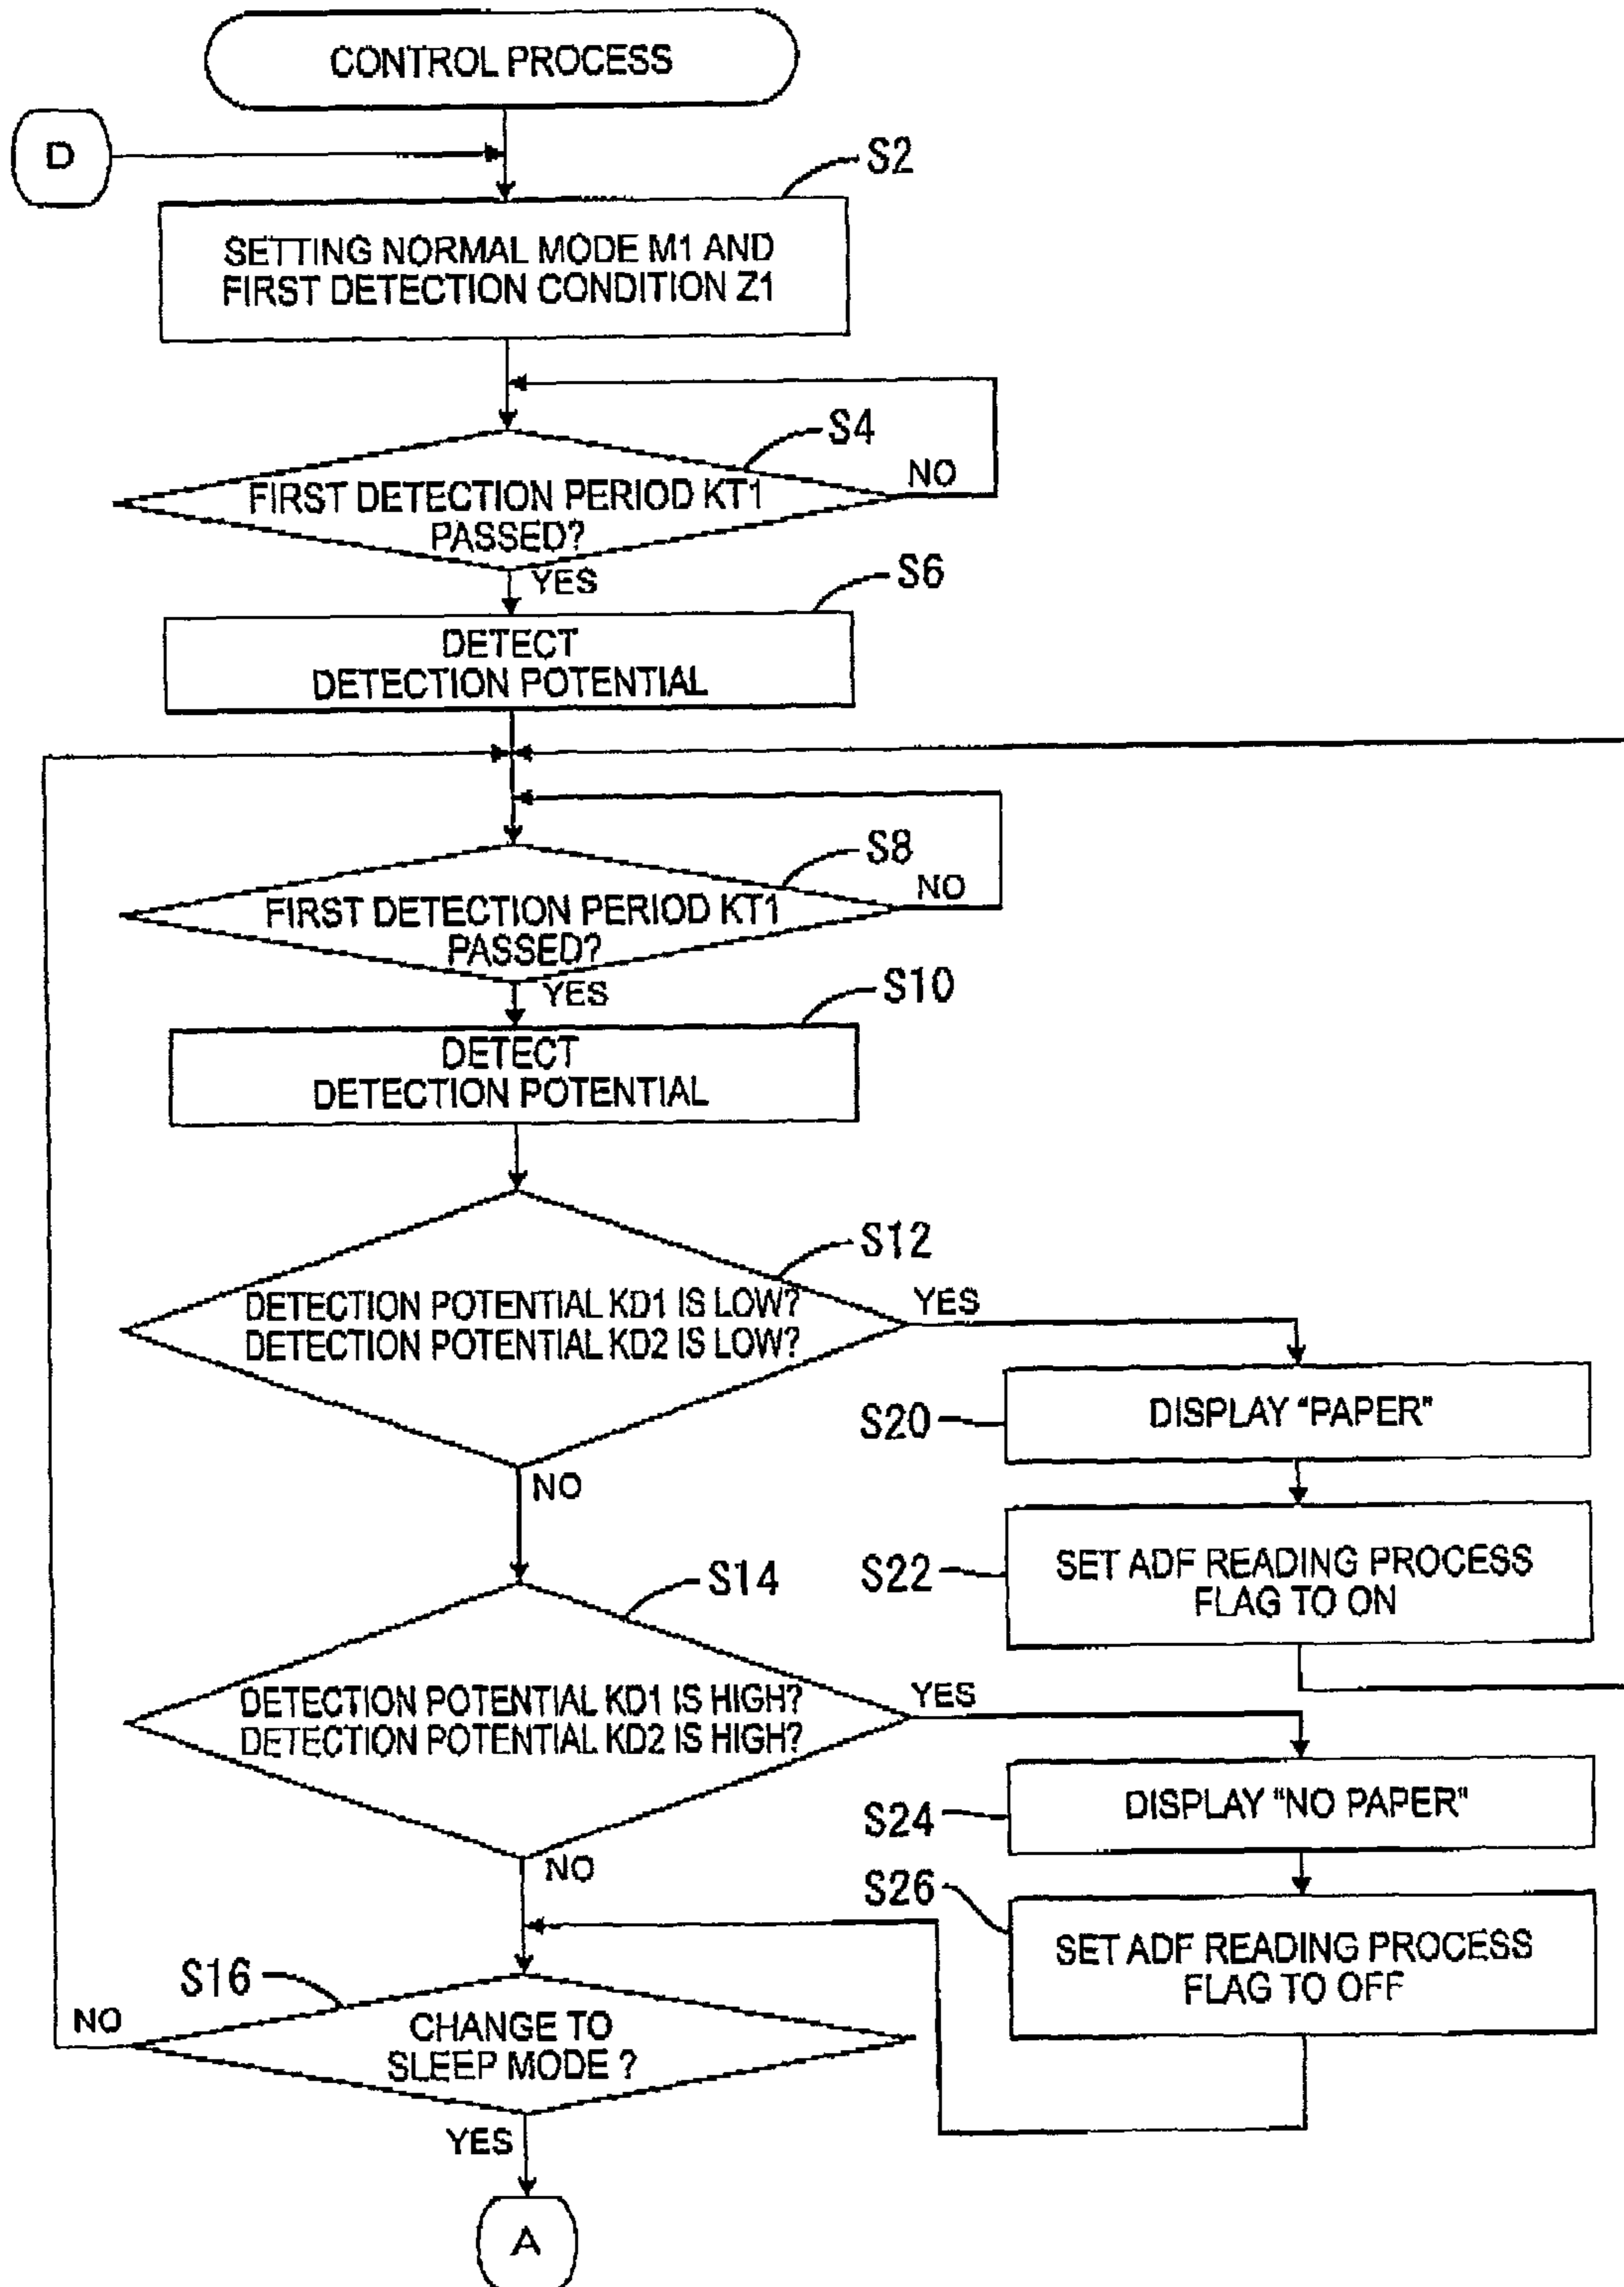 CONTROL PROCESS
D
S2
SETTING NORMAL MODE M1 AND
FIRST DETECTION CONDITION Z1
S4
NO
FIRST DETECTION PERIOD KT1
PASSED?
YES
S6
DETECT
DETECTION POTENTIAL
S8
NO
FIRST DETECTION PERIOD KT1
PASSED?
YES
S10
DETECT
DETECTION POTENTIAL
S12
YES
DETECTION POTENTIAL KD1 IS LOW?
DETECTION POTENTIAL KD2 IS LOW?
NO
S20
DISPLAY "PAPER"
S22
SET ADF READING PROCESS
FLAG TO ON
S14
YES
DETECTION POTENTIAL KD1 IS HIGH?
DETECTION POTENTIAL KD2 IS HIGH?
NO
S24
DISPLAY "NO PAPER"
S26
SET ADF READING PROCESS
FLAG TO OFF
S16
NO
CHANGE TO
SLEEP MODE ?
YES
A